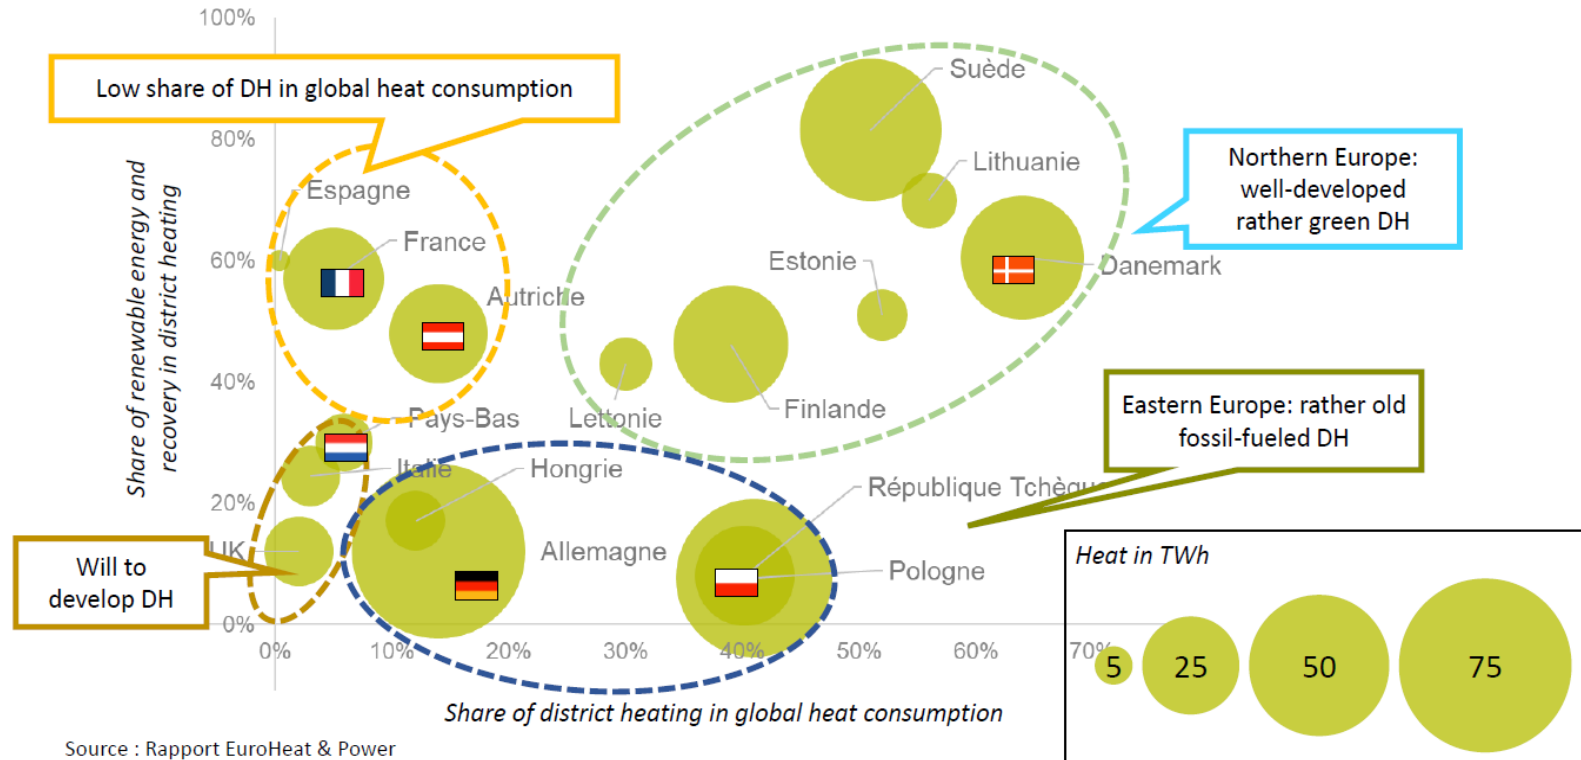 100%
Low share of DH in global heat consumption
Suède
80%
Northern Europe:
well-developed
rather green DH
Lithuanie
Share of renewable energy and
recovery in district heating
Espagne
France
60%
Estonie
Danemark
Autriche
40%
Pays-Bas
Lettonie
Finlande
Eastern Europe: rather old
fossil-fueled DH
Italie
Hongrie
République Tchèque
20%
UK
Allemagne
Pologne
Will to
develop DH
0%
0%
10%
20%
30%
40%
50%
60%
70%
Share of district heating in global heat consumption
Heat in TWh
5
25
50
75
Source : Rapport EuroHeat & Power